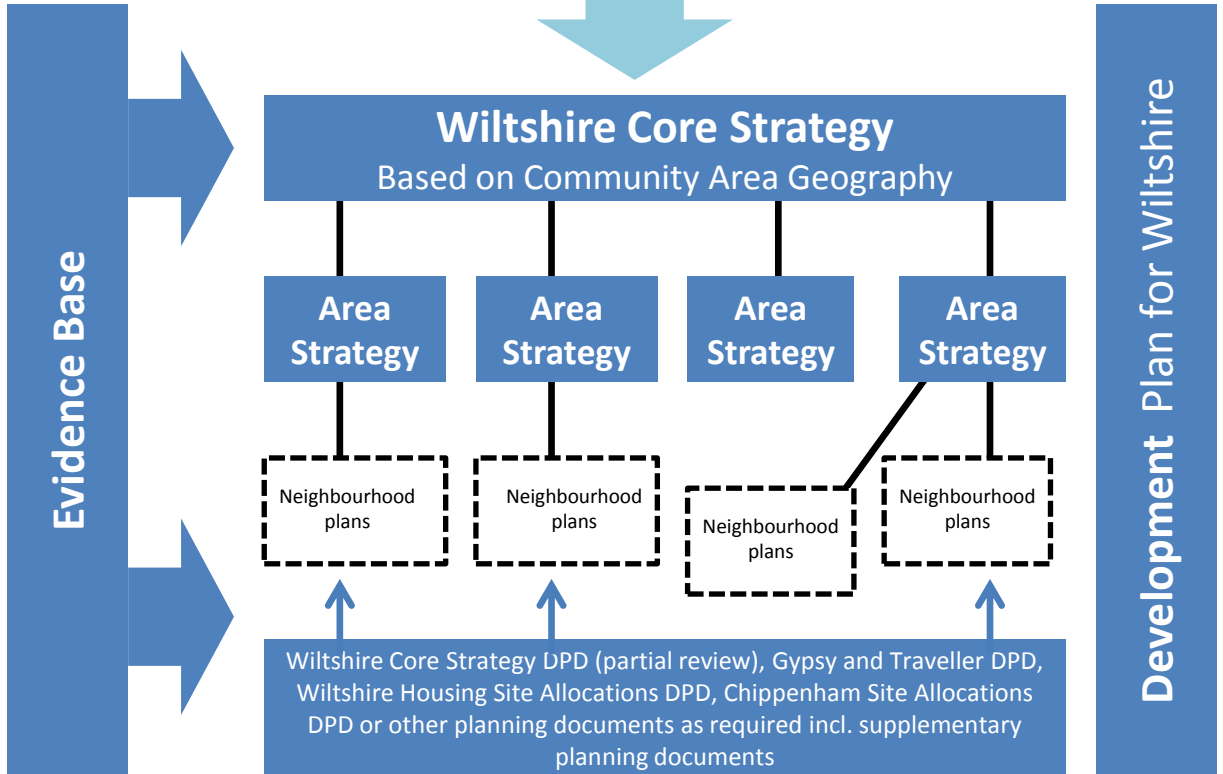 Evidence Base
Wiltshire Core Strategy
Based on Community Area Geography
Area
Strategy
Area
Strategy
Area
Strategy
Area
Strategy
Neighbourhood
plans
Neighbourhood
plans
Neighbourhood
plans
Neighbourhood
plans
Wiltshire Core Strategy DPD (partial review), Gypsy and Traveller DPD,
Wiltshire Housing Site Allocations DPD, Chippenham Site Allocations
DPD or other planning documents as required incl. supplementary
planning documents
Development Plan for Wiltshire